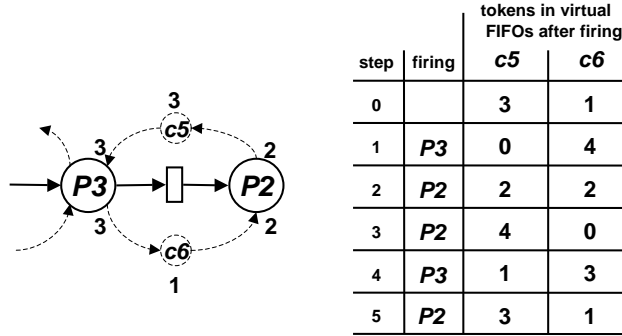 3
c5
3
2
P3
P2
3
2
c6
1
tokens in virtual
FIFOs after firing
step firing c5 c6
0 3 1
1 P3 0 4
2 P2 2 2
3 P2 4 0
4 P3 1 3
5 P2 3 1